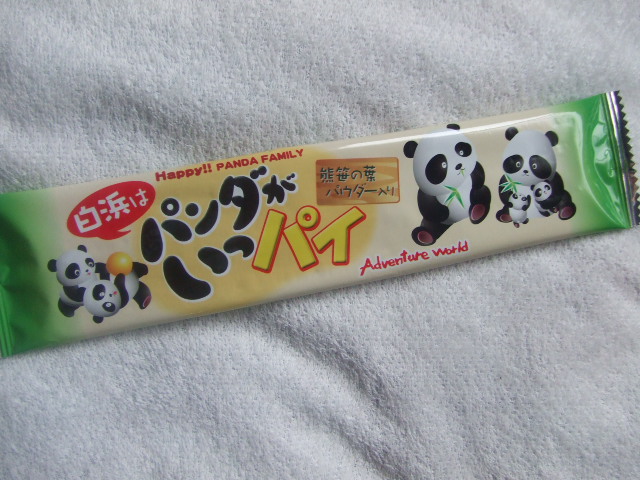 Happy!! PANDA FAMILY
白浜は
パンダが
いっパイ
熊笹の葉
パウダー入り
Adventure World